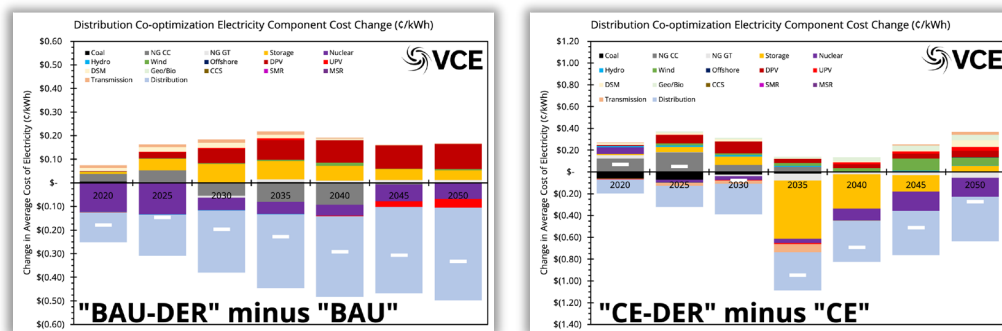 Distribution Co-optimization Electricity Component Cost Change (¢/kWh)
Change in Average Cost of Electricity (¢/kWh)
$0.60
$0.50
$0.40
$0.30
$0.20
$0.10
$-
$(0.10)
$(0.20)
$(0.30)
$(0.40)
$(0.50)
$(0.60)
Coal NG CC NG GT Storage Nuclear
Hydro Wind Offshore DPV UPV
DSM Geo/Bio CCS SMR MSR
Transmission Distribution
VCE
2020 2025 2030 2035 2040 2045 2050
"BAU-DER" minus "BAU"
Distribution Co-optimization Electricity Component Cost Change (¢/kWh)
Change in Average Cost of Electricity (¢/kWh)
$1.20
$1.00
$0.80
$0.60
$0.40
$0.20
$-
$(0.20)
$(0.40)
$(0.60)
$(0.80)
$(1.00)
$(1.20)
$(1.40)
Coal NG CC NG GT Storage Nuclear
Hydro Wind Offshore DPV UPV
DSM Geo/Bio CCS SMR MSR
Transmission Distribution
VCE
2020 2025 2030 2035 2040 2045 2050
"CE-DER" minus "CE"